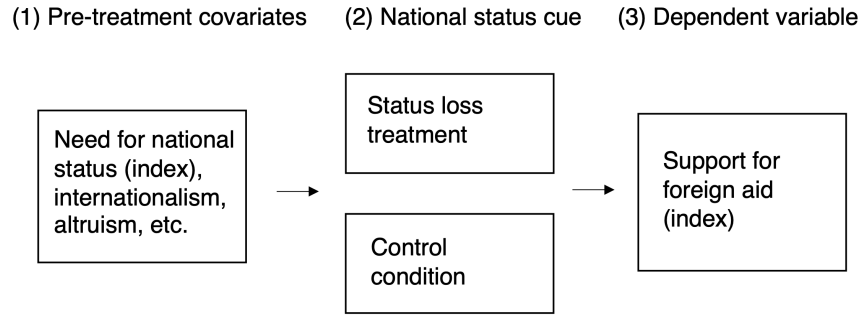 (1) Pre-treatment covariates
(2) National status cue
(3) Dependent variable
Need for national
status (index),
internationalism,
altruism, etc.
Status loss
treatment
Control
condition
Support for
foreign aid
(index)